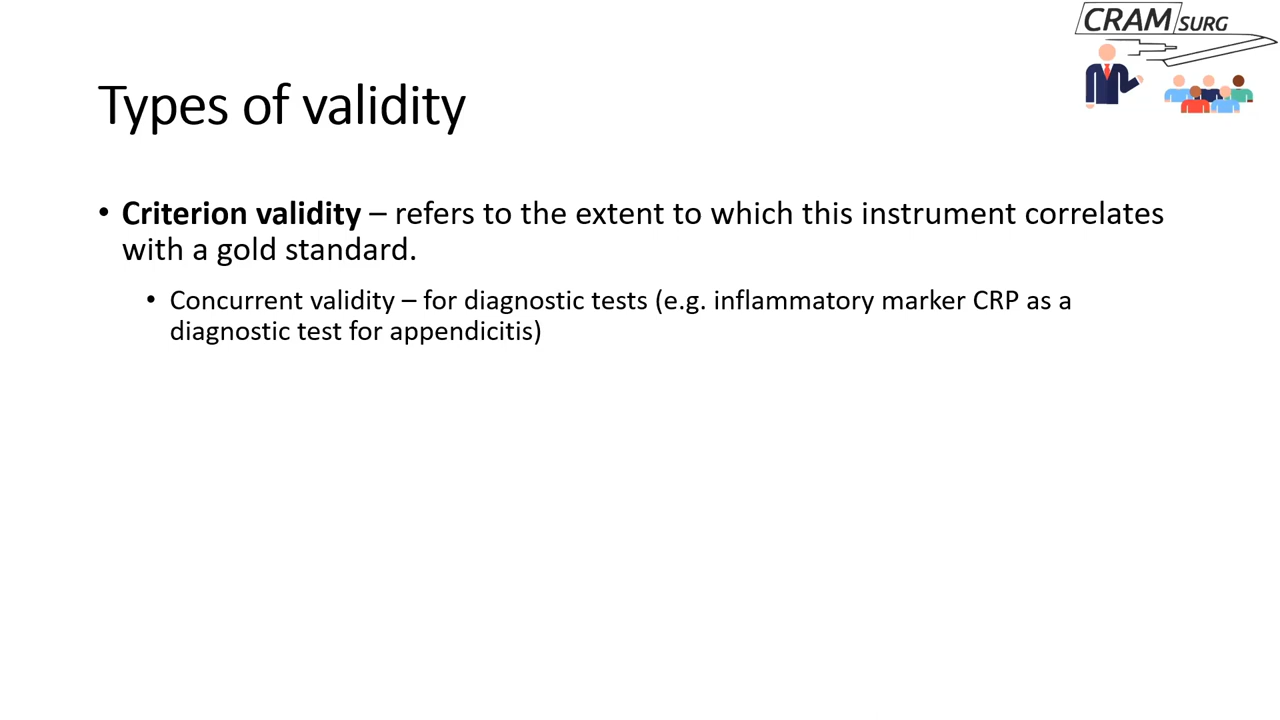 CRAM SURG
Types of validity
• Criterion validity – refers to the extent to which this instrument correlates
with a gold standard.
• Concurrent validity – for diagnostic tests (e.g. inflammatory marker CRP as a
diagnostic test for appendicitis)